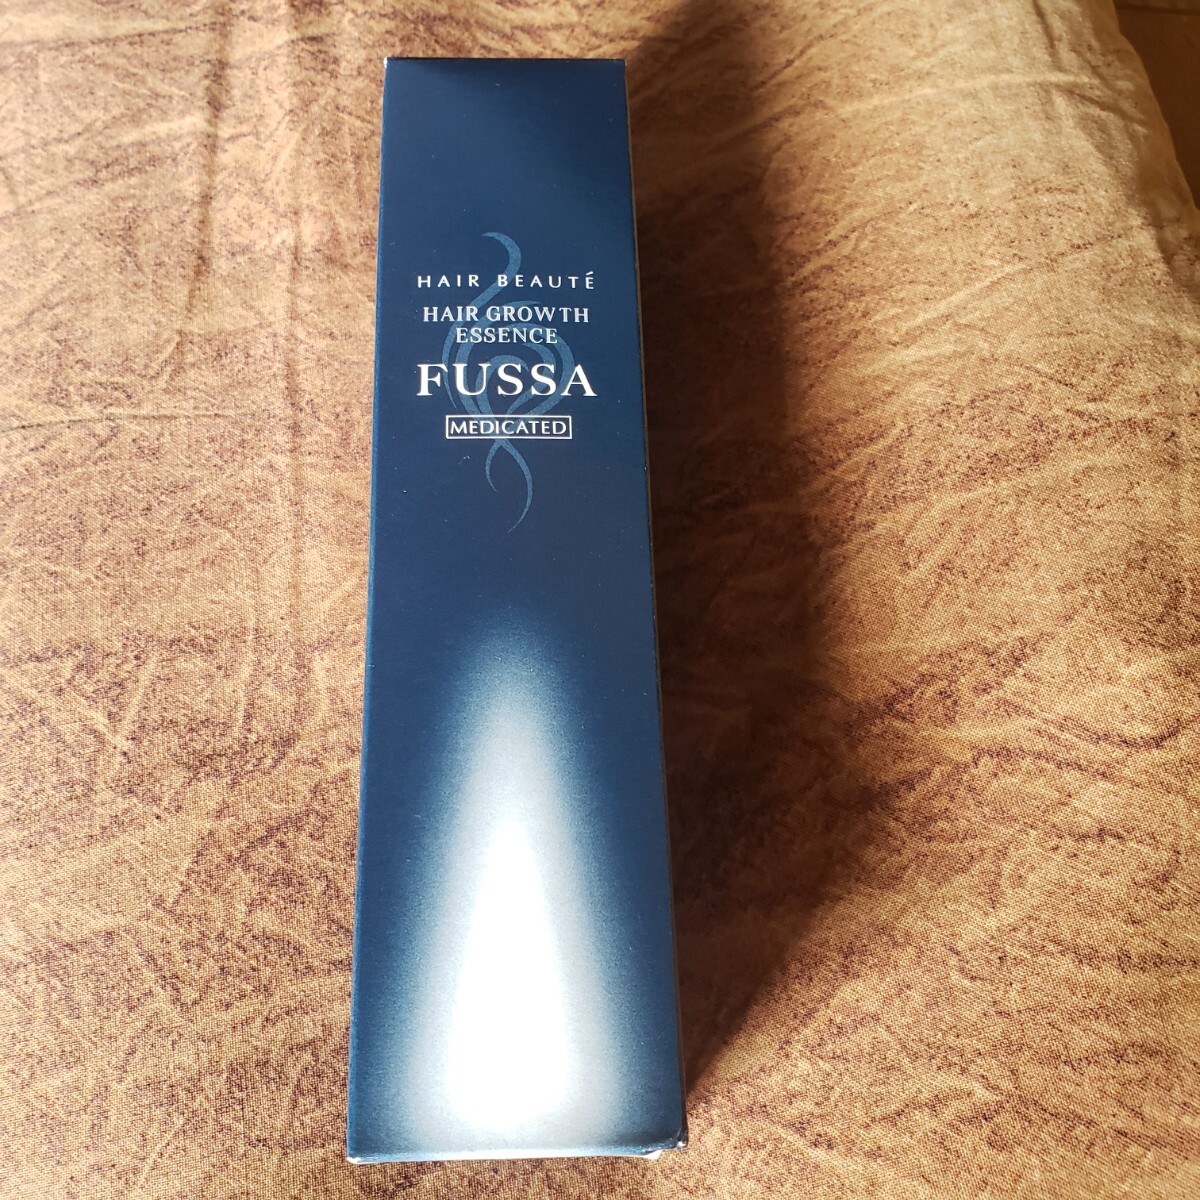 HAIR BEAUTÉ
HAIR GROWTH
ESSENCE
FUSSA
MEDICATED